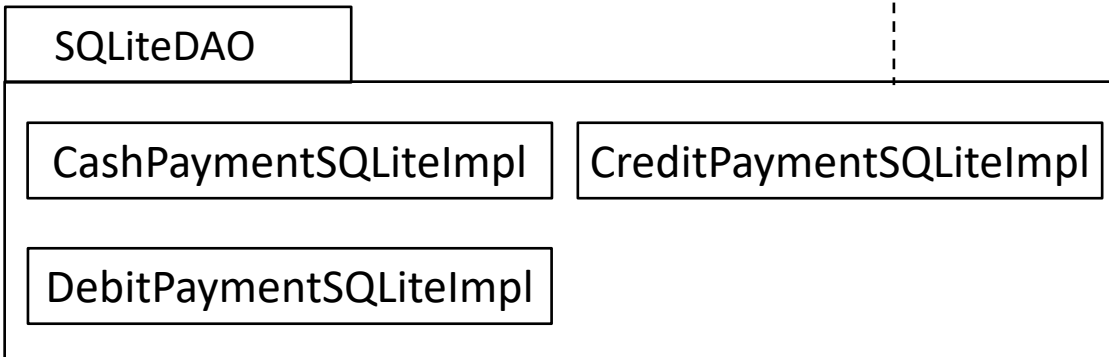 SQLiteDAO
CashPaymentSQLiteImpl CreditPaymentSQLiteImpl
DebitPaymentSQLiteImpl